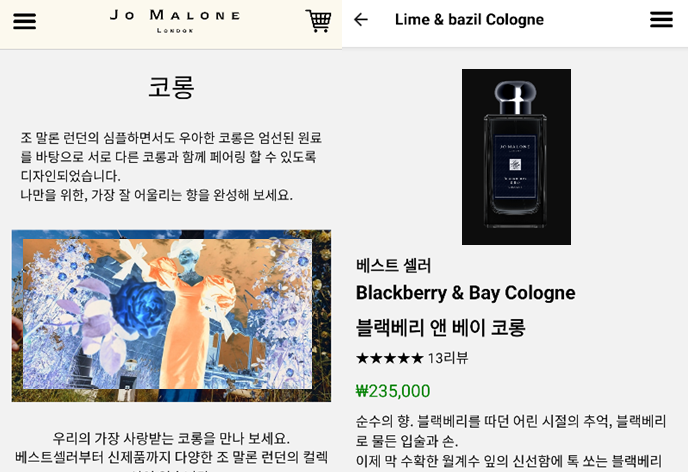 JO MALONE
LONDON
코롱
조 말론 런던의 심플하면서도 우아한 코롱은 엄선된 원료
를 바탕으로 서로 다른 코롱과 함께 페어링 할 수 있도록
디자인되었습니다.
나만을 위한, 가장 잘 어울리는 향을 완성해 보세요.
우리의 가장 사랑받는 코롱을 만나 보세요.
베스트셀러부터 신제품까지 다양한 조 말론 런던의 컬렉
Lime & bazil Cologne
JO MALONE
베스트 셀러
Blackberry & Bay Cologne
블랙베리 앤 베이 코롱
★★★★★ 13리뷰
₩235,000
순수의 향. 블랙베리를 따던 어린 시절의 추억, 블랙베리
로 물든 입술과 손.
이제 막 수확한 월계수 잎의 신선함에 톡 쏘는 블랙베리